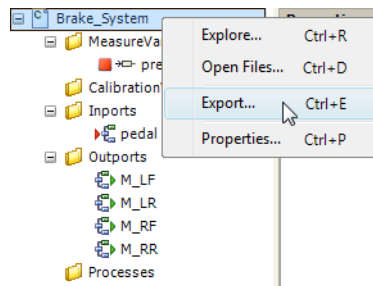 Brake_System
MeasureVa
pre
Calibration
Inports
pedal
Outports
M_LF
M_LR
M_RF
M_RR
Processes
Explore... Ctrl+R
Open Files... Ctrl+D
Export... Ctrl+E
Properties... Ctrl+P